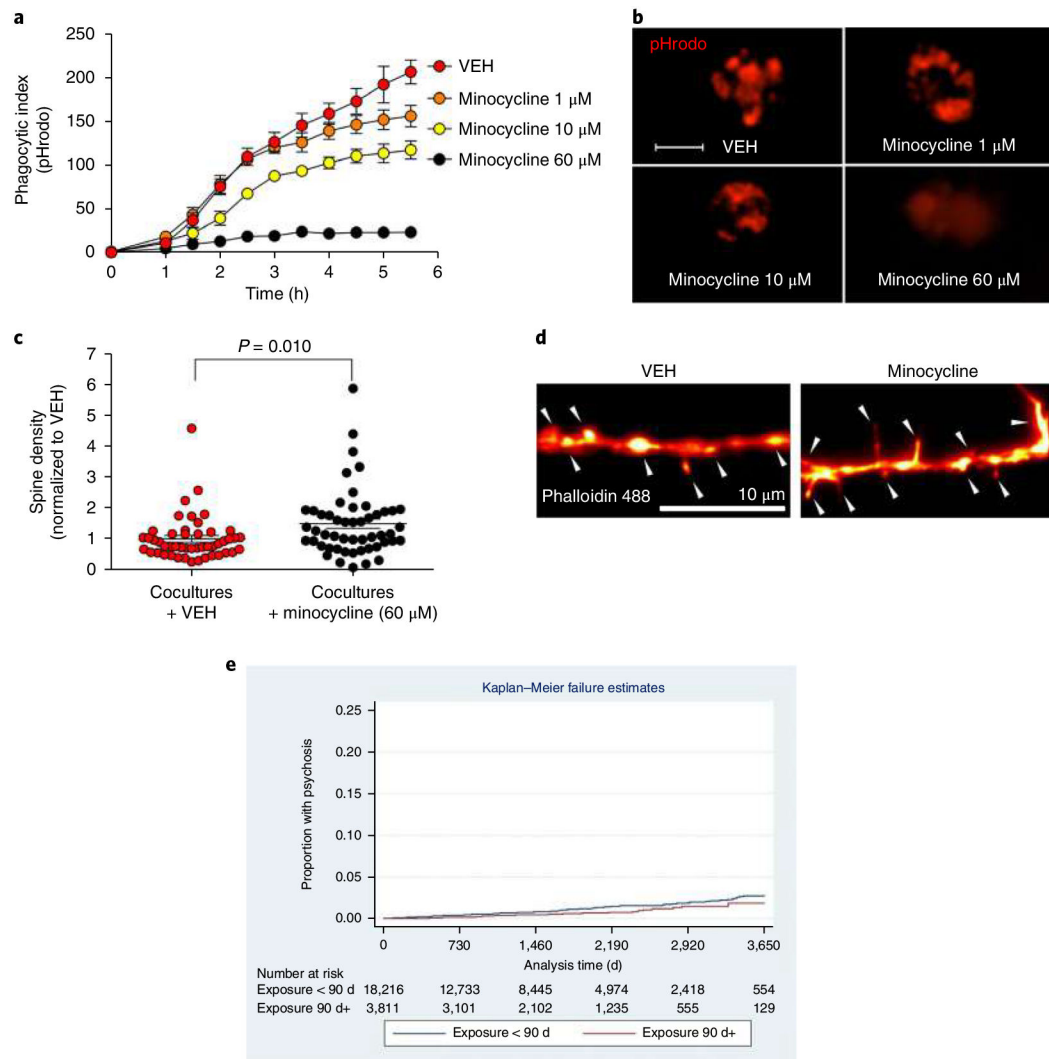 a
250
200
150
100
50
0
Phagocytic index
(pHrodo)
0 1 2 3 4 5 6
Time (h)
VEH
Minocycline 1 μM
Minocycline 10 μM
Minocycline 60 μM
b
pHrodo
VEH
Minocycline 1 μM
Minocycline 10 μM
Minocycline 60 μM
c
7
6
5
4
3
2
1
0
Spine density
(normalized to VEH)
P = 0.010
Cocultures
+ VEH
Cocultures
+ minocycline (60 μM)
d
VEH
Minocycline
Phalloidin 488
10 μm
e
Kaplan–Meier failure estimates
0.25
0.20
0.15
0.10
0.05
0.00
Proportion with psychosis
0 730 1,460 2,190 2,920 3,650
Analysis time (d)
Number at risk
Exposure < 90 d 18,216 12,733 8,445 4,974 2,418 554
Exposure 90 d+ 3,811 3,101 2,102 1,235 555 129
Exposure < 90 d Exposure 90 d+